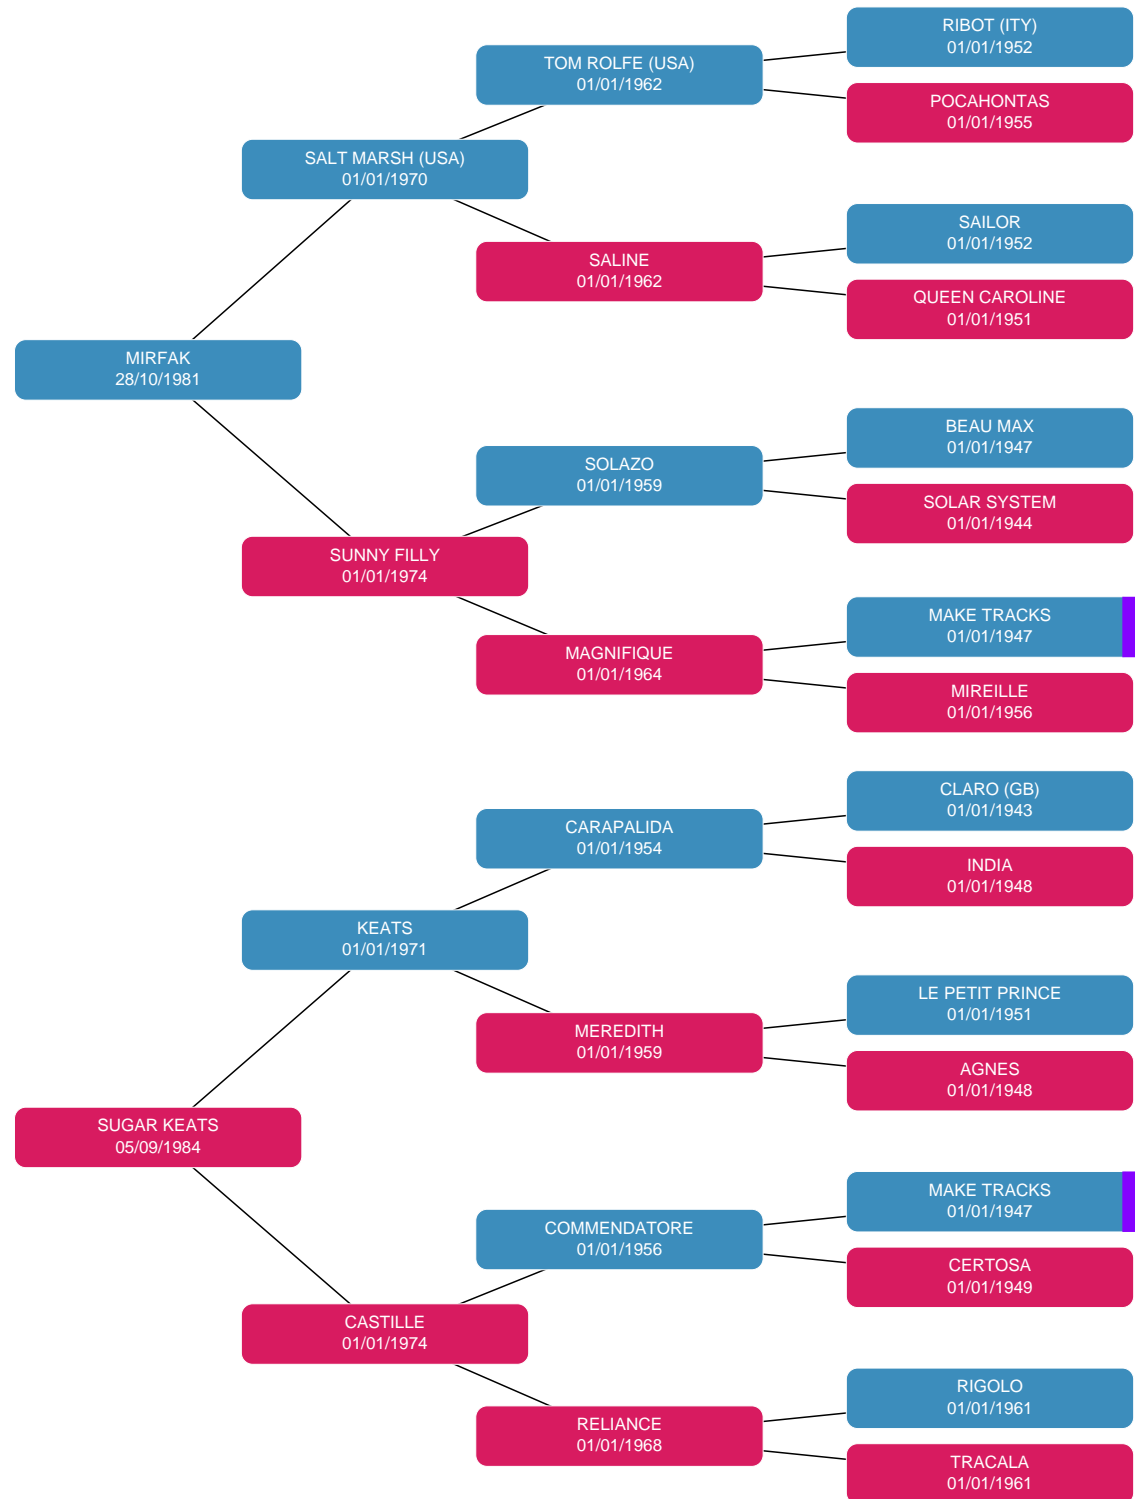 RIBOT (ITY)
01/01/1952
TOM ROLFE (USA)
01/01/1962
POCAHONTAS
01/01/1955
SALT MARSH (USA)
01/01/1970
SAILOR
01/01/1952
SALINE
01/01/1962
QUEEN CAROLINE
01/01/1951
MIRFAK
28/10/1981
BEAU MAX
01/01/1947
SOLAZO
01/01/1959
SOLAR SYSTEM
01/01/1944
SUNNY FILLY
01/01/1974
MAKE TRACKS
01/01/1947
MAGNIFIQUE
01/01/1964
MIREILLE
01/01/1956
CLARO (GB)
01/01/1943
CARAPALIDA
01/01/1954
INDIA
01/01/1948
KEATS
01/01/1971
LE PETIT PRINCE
01/01/1951
MEREDITH
01/01/1959
AGNES
01/01/1948
SUGAR KEATS
05/09/1984
MAKE TRACKS
01/01/1947
COMMENDATORE
01/01/1956
CERTOSA
01/01/1949
CASTILLE
01/01/1974
RIGOLO
01/01/1961
RELIANCE
01/01/1968
TRACALA
01/01/1961